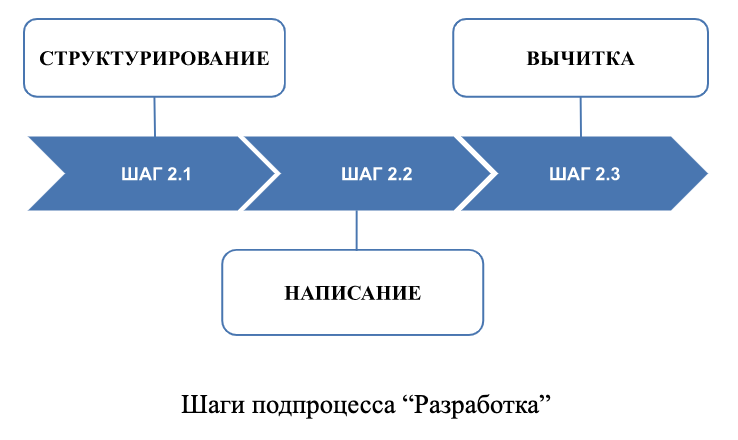 СТРУКТУРИРОВАНИЕ
ВЫЧИТКА
ШАГ 2.1
ШАГ 2.2
ШАГ 2.3
НАПИСАНИЕ
Шаги подпроцесса “Разработка”